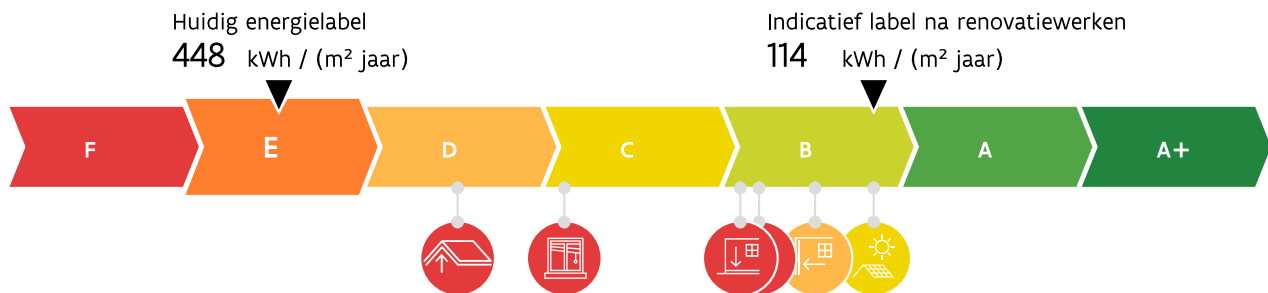 Huidig energielabel
448 kWh / (m² jaar)
Indicatief label na renovatiewerken
114 kWh / (m² jaar)
F E D C B A A+